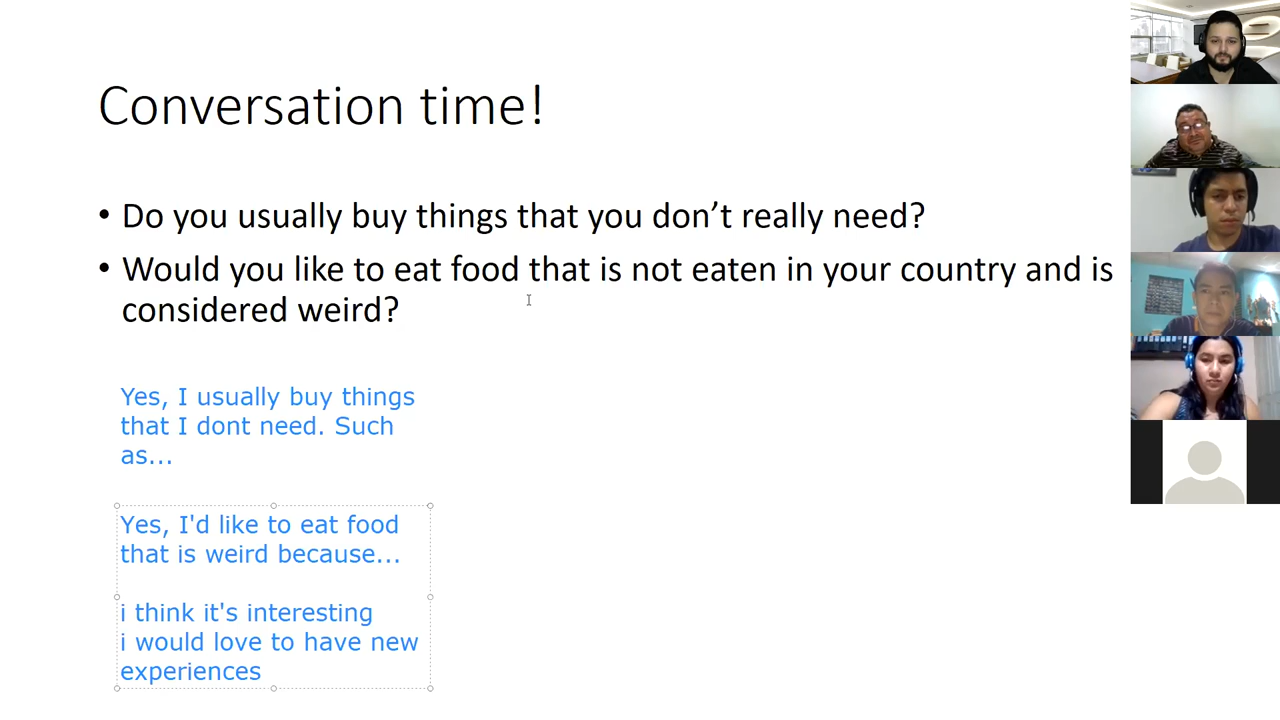 Conversation time!
• Do you usually buy things that you don’t really need?
• Would you like to eat food that is not eaten in your country and is
considered weird?
Yes, I usually buy things
that I dont need. Such
as...
Yes, I'd like to eat food
that is weird because...
i think it's interesting
i would love to have new
experiences